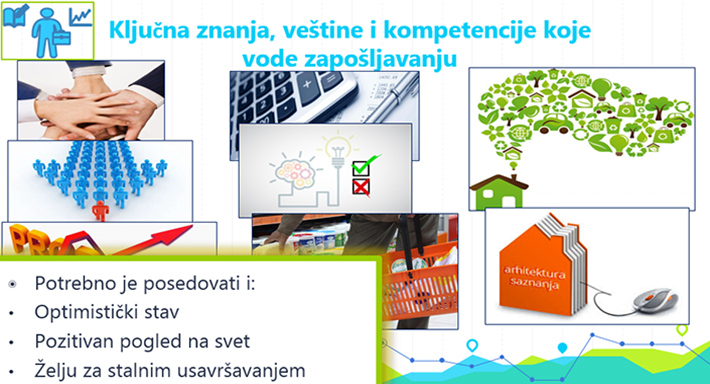 Ključna znanja, veštine i kompetencije koje
vode zapošljavanju
arhitektura
saznanja
Potrebno je posedovati i:
Optimistički stav
Pozitivan pogled na svet
Želju za stalnim usavršavanjem